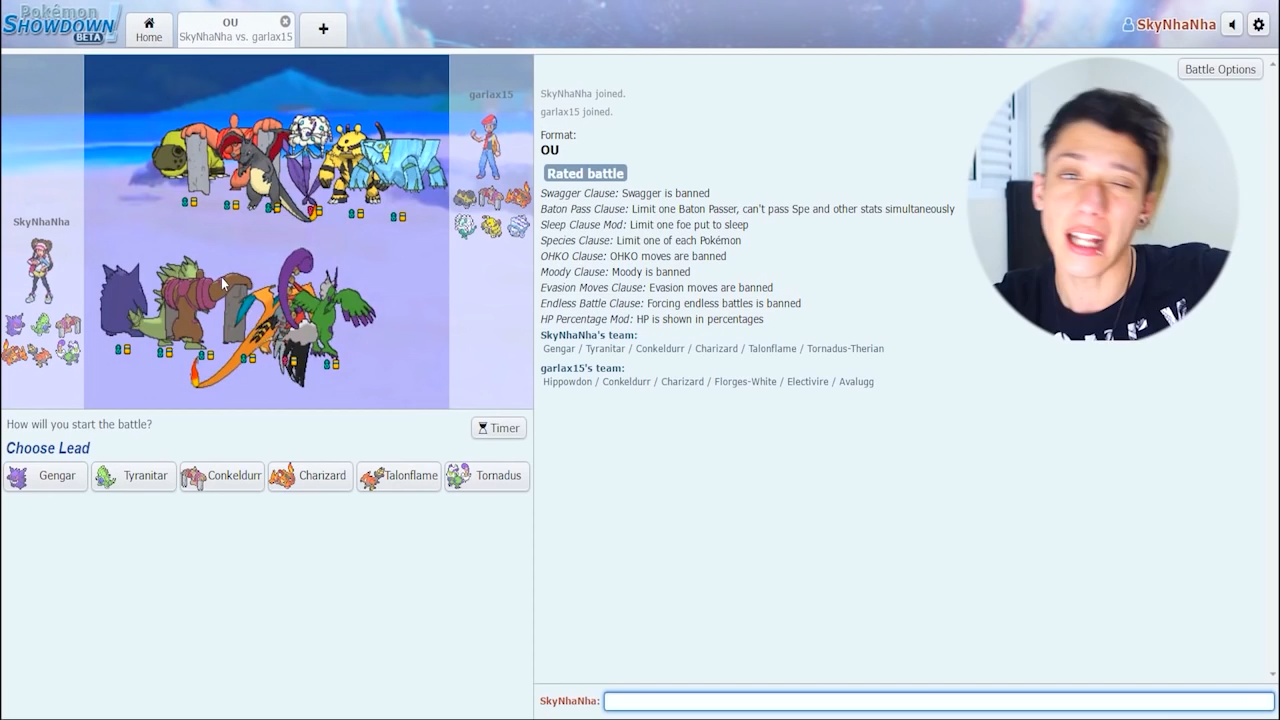 Pokémon
SHOWDOWN!
BETA
Home
OU
SkyNhaNha vs. garlax15
+
SkyNhaNha
Battle Options
garlax15
SkyNhaNha
SkyNhaNha joined.
garlax15 joined.
Format:
OU
Rated battle
Swagger Clause: Swagger is banned
Baton Pass Clause: Limit one Baton Passer, can't pass Spe and other stats simultaneously
Sleep Clause Mod: Limit one foe put to sleep
Species Clause: Limit one of each Pokémon
OHKO Clause: OHKO moves are banned
Moody Clause: Moody is banned
Evasion Moves Clause: Evasion moves are banned
Endless Battle Clause: Forcing endless battles is banned
HP Percentage Mod: HP is shown in percentages
SkyNhaNha's team:
Gengar / Tyranitar / Conkeldurr / Charizard / Talonflame / Tornadus-Therian
garlax15's team:
Hippowdon / Conkeldurr / Charizard / Florges-White / Electivire / Avalugg
How will you start the battle?
Timer
Choose Lead
Gengar
Tyranitar
Conkeldurr
Charizard
Talonflame
Tornadus
SkyNhaNha: